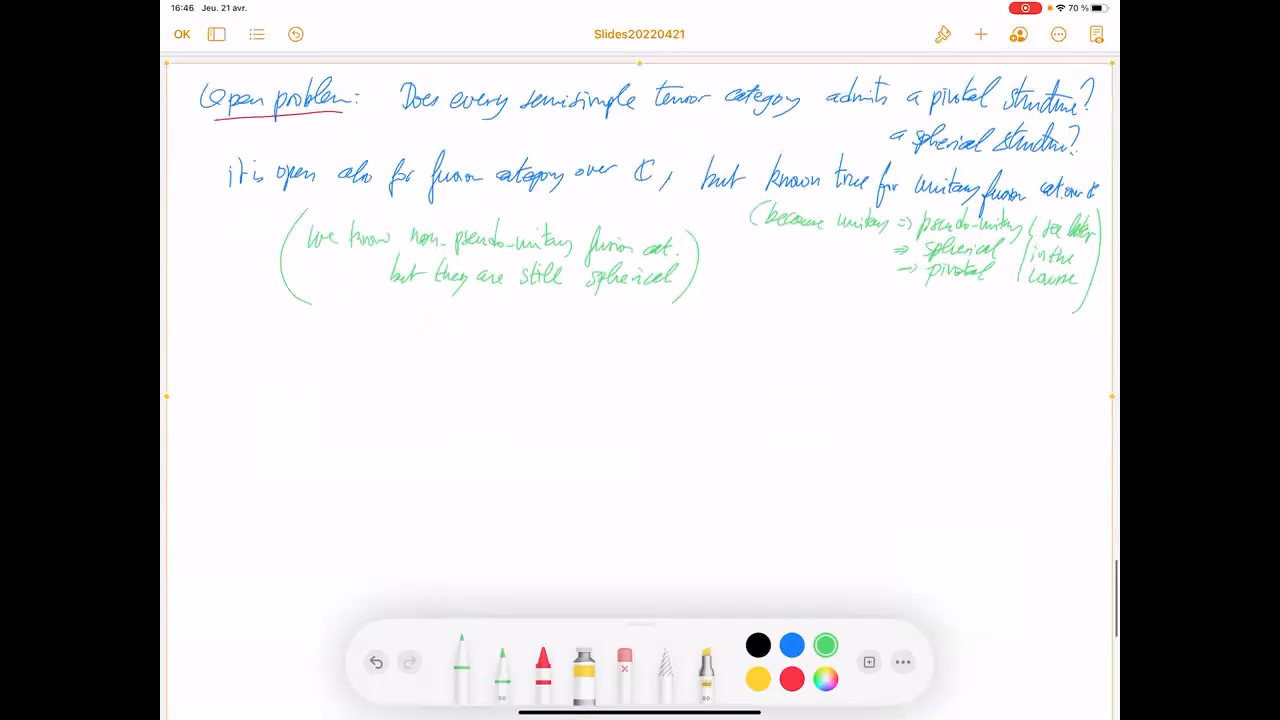 16:46 Jeu. 21 avr.
70 %
OK
Slides20220421
Open problem: Does every semisimple tensor category admits a pivotal structure?
a spherical structure?
it is open also for fusion category over ℂ, but known true for unitary fusion cat. over ℂ
(because unitary ⇒ pseudo-unitary
⇒ spherical
⇒ pivotal
see later
in the
course)
(we know non-pseudo-unitary fusion cat.
but they are still spherical)
50
80